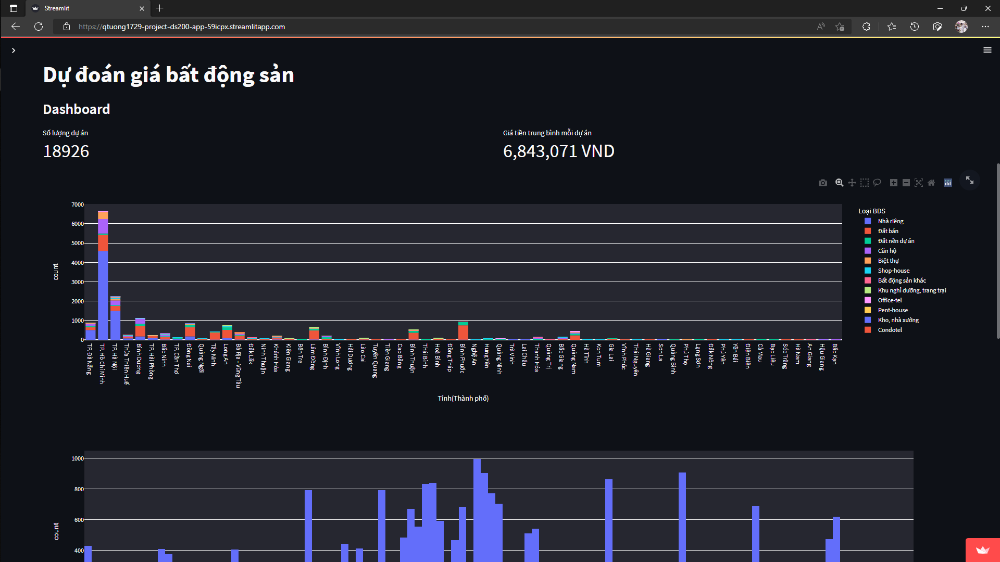 Streamlit
https://qtuong1729-project-ds200-app-59icpx.streamlitapp.com
Dự đoán giá bất động sản
Dashboard
Số lượng dự án
18926
Giá tiền trung bình mỗi dự án
6,843,071 VND
7000
6000
5000
4000
3000
2000
1000
0
count
TP. Đà Nẵng
TP. Hồ Chí Minh
TP. Hà Nội
Thừa Thiên Huế
Bình Dương
TP. Hải Phòng
Bắc Ninh
TP. Cần Thơ
Đồng Nai
Quảng Ngãi
Tây Ninh
Long An
Bà Rịa - Vũng Tàu
Đắk Lắk
Ninh Thuận
Khánh Hòa
Kiên Giang
Bến Tre
Lâm Đồng
Bình Định
Vĩnh Long
Hải Dương
Lào Cai
Tuyên Quang
Tiền Giang
Cao Bằng
Bình Thuận
Thái Bình
Hoà Bình
Đồng Tháp
Bình Phước
Nghệ An
Hưng Yên
Quảng Ninh
Trà Vinh
Lai Châu
Thanh Hóa
Quảng Trị
Bắc Giang
Quảng Nam
Hà Tĩnh
Kon Tum
Gia Lai
Vĩnh Phúc
Thái Nguyên
Hà Giang
Sơn La
Quảng Bình
Phú Thọ
Lạng Sơn
Đắk Nông
Phú Yên
Yên Bái
Điện Biên
Cà Mau
Bạc Liêu
Sóc Trăng
Hà Nam
An Giang
Hậu Giang
Bắc Kạn
Tỉnh(Thành phố)
Loại BDS
Nhà riêng
Đất bán
Đất nền dự án
Căn hộ
Biệt thự
Shop-house
Bất động sản khác
Khu nghỉ dưỡng, trang trại
Office-tel
Pent-house
Kho, nhà xưởng
Condotel
1000
800
600
400
count